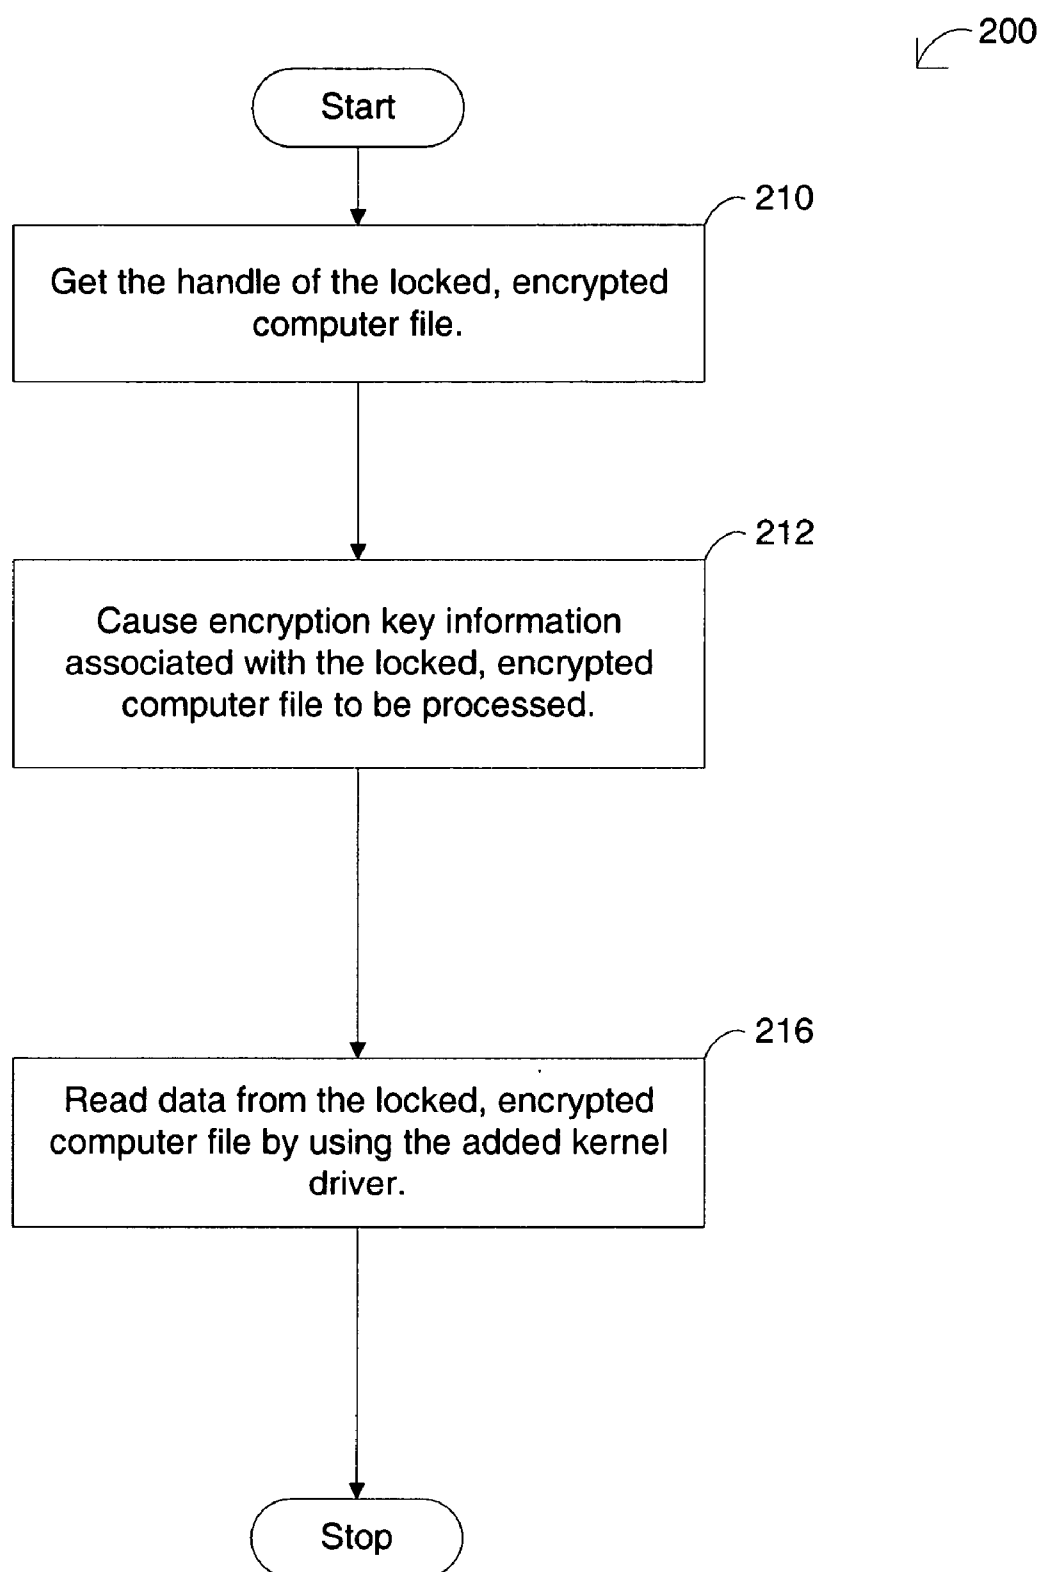 200
Start
210
Get the handle of the locked, encrypted
computer file.
212
Cause encryption key information
associated with the locked, encrypted
computer file to be processed.
216
Read data from the locked, encrypted
computer file by using the added kernel
driver.
Stop